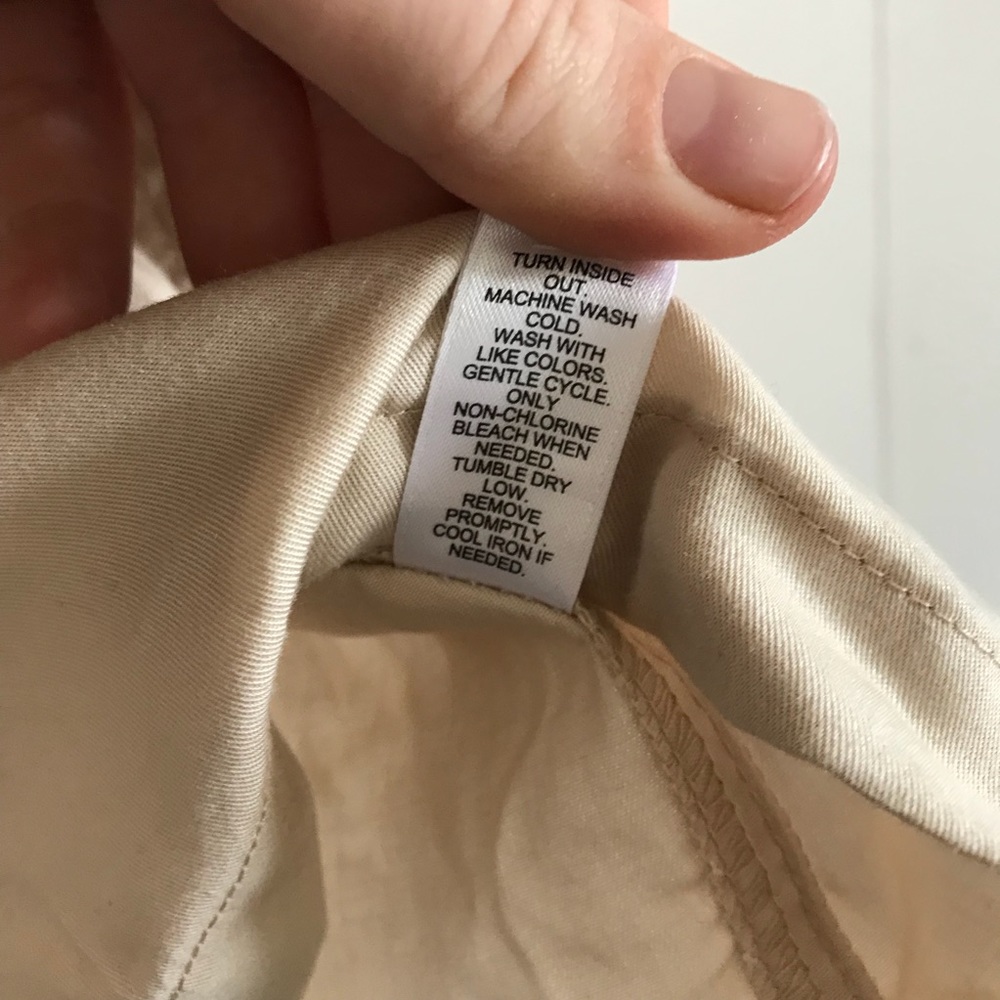 TURN INSIDE
OUT.
MACHINE WASH
COLD.
WASH WITH
LIKE COLORS.
GENTLE CYCLE.
ONLY
NON-CHLORINE
BLEACH WHEN
NEEDED.
TUMBLE DRY
LOW.
REMOVE
PROMPTLY.
COOL IRON IF
NEEDED.